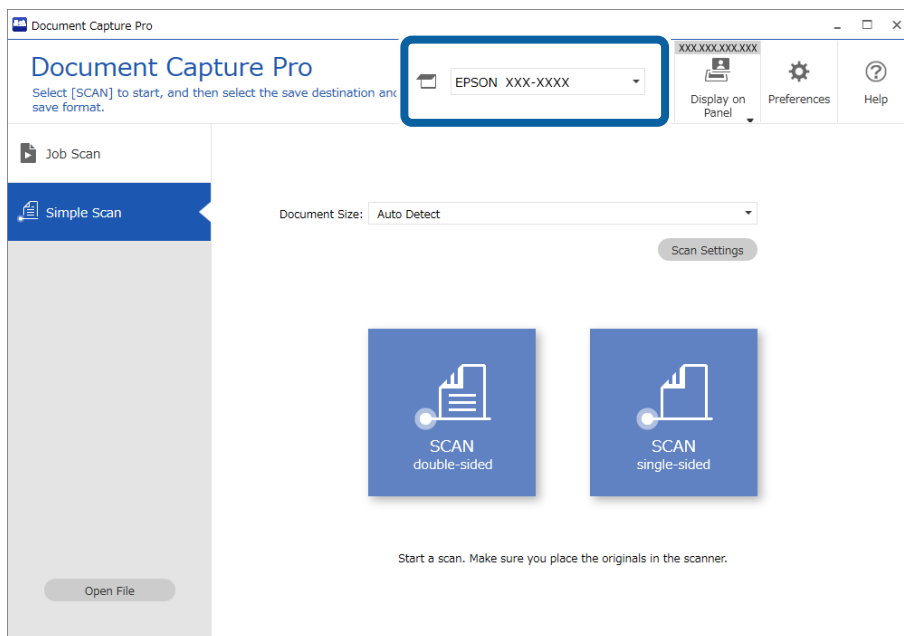 Document Capture Pro
Document Capture Pro
Select [SCAN] to start, and then select the save destination and
save format.
EPSON XXX-XXXX
XXX.XXX.XXX.XXX
Display on
Panel
Preferences
Help
Job Scan
Simple Scan
Document Size: Auto Detect
Scan Settings
SCAN
double-sided
SCAN
single-sided
Start a scan. Make sure you place the originals in the scanner.
Open File